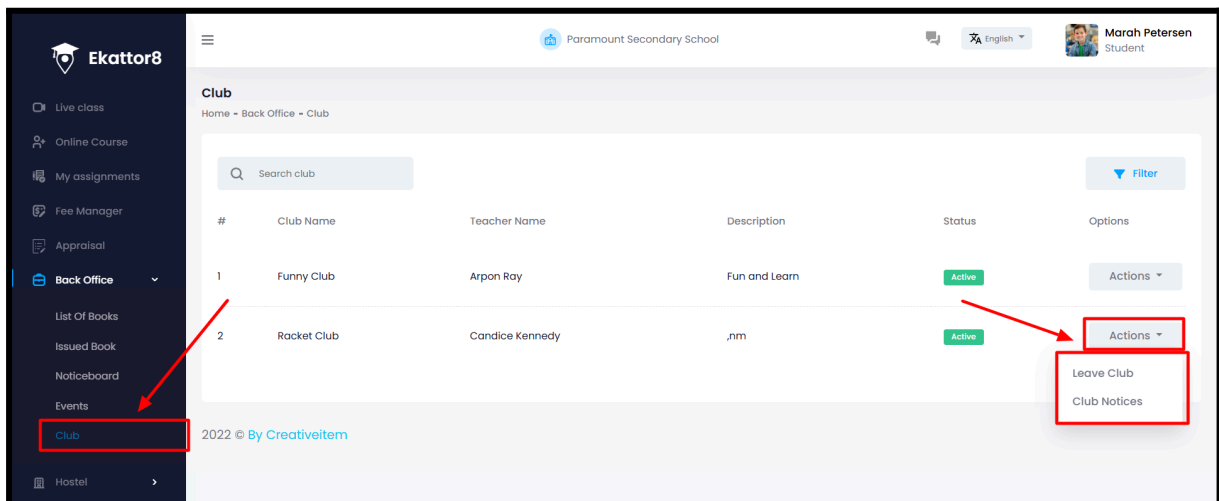 Ekattor8
Live class
Online Course
My assignments
Fee Manager
Appraisal
Back Office
List Of Books
Issued Book
Noticeboard
Events
Club
Hostel
Paramount Secondary School
English
Marah Petersen
Student
Club
Home - Back Office - Club
Search club
Filter
# Club Name Teacher Name Description Status Options
1 Funny Club Arpon Ray Fun and Learn Active Actions
2 Racket Club Candice Kennedy ,nm Active Actions
Leave Club
Club Notices
2022 © By Creativeitem